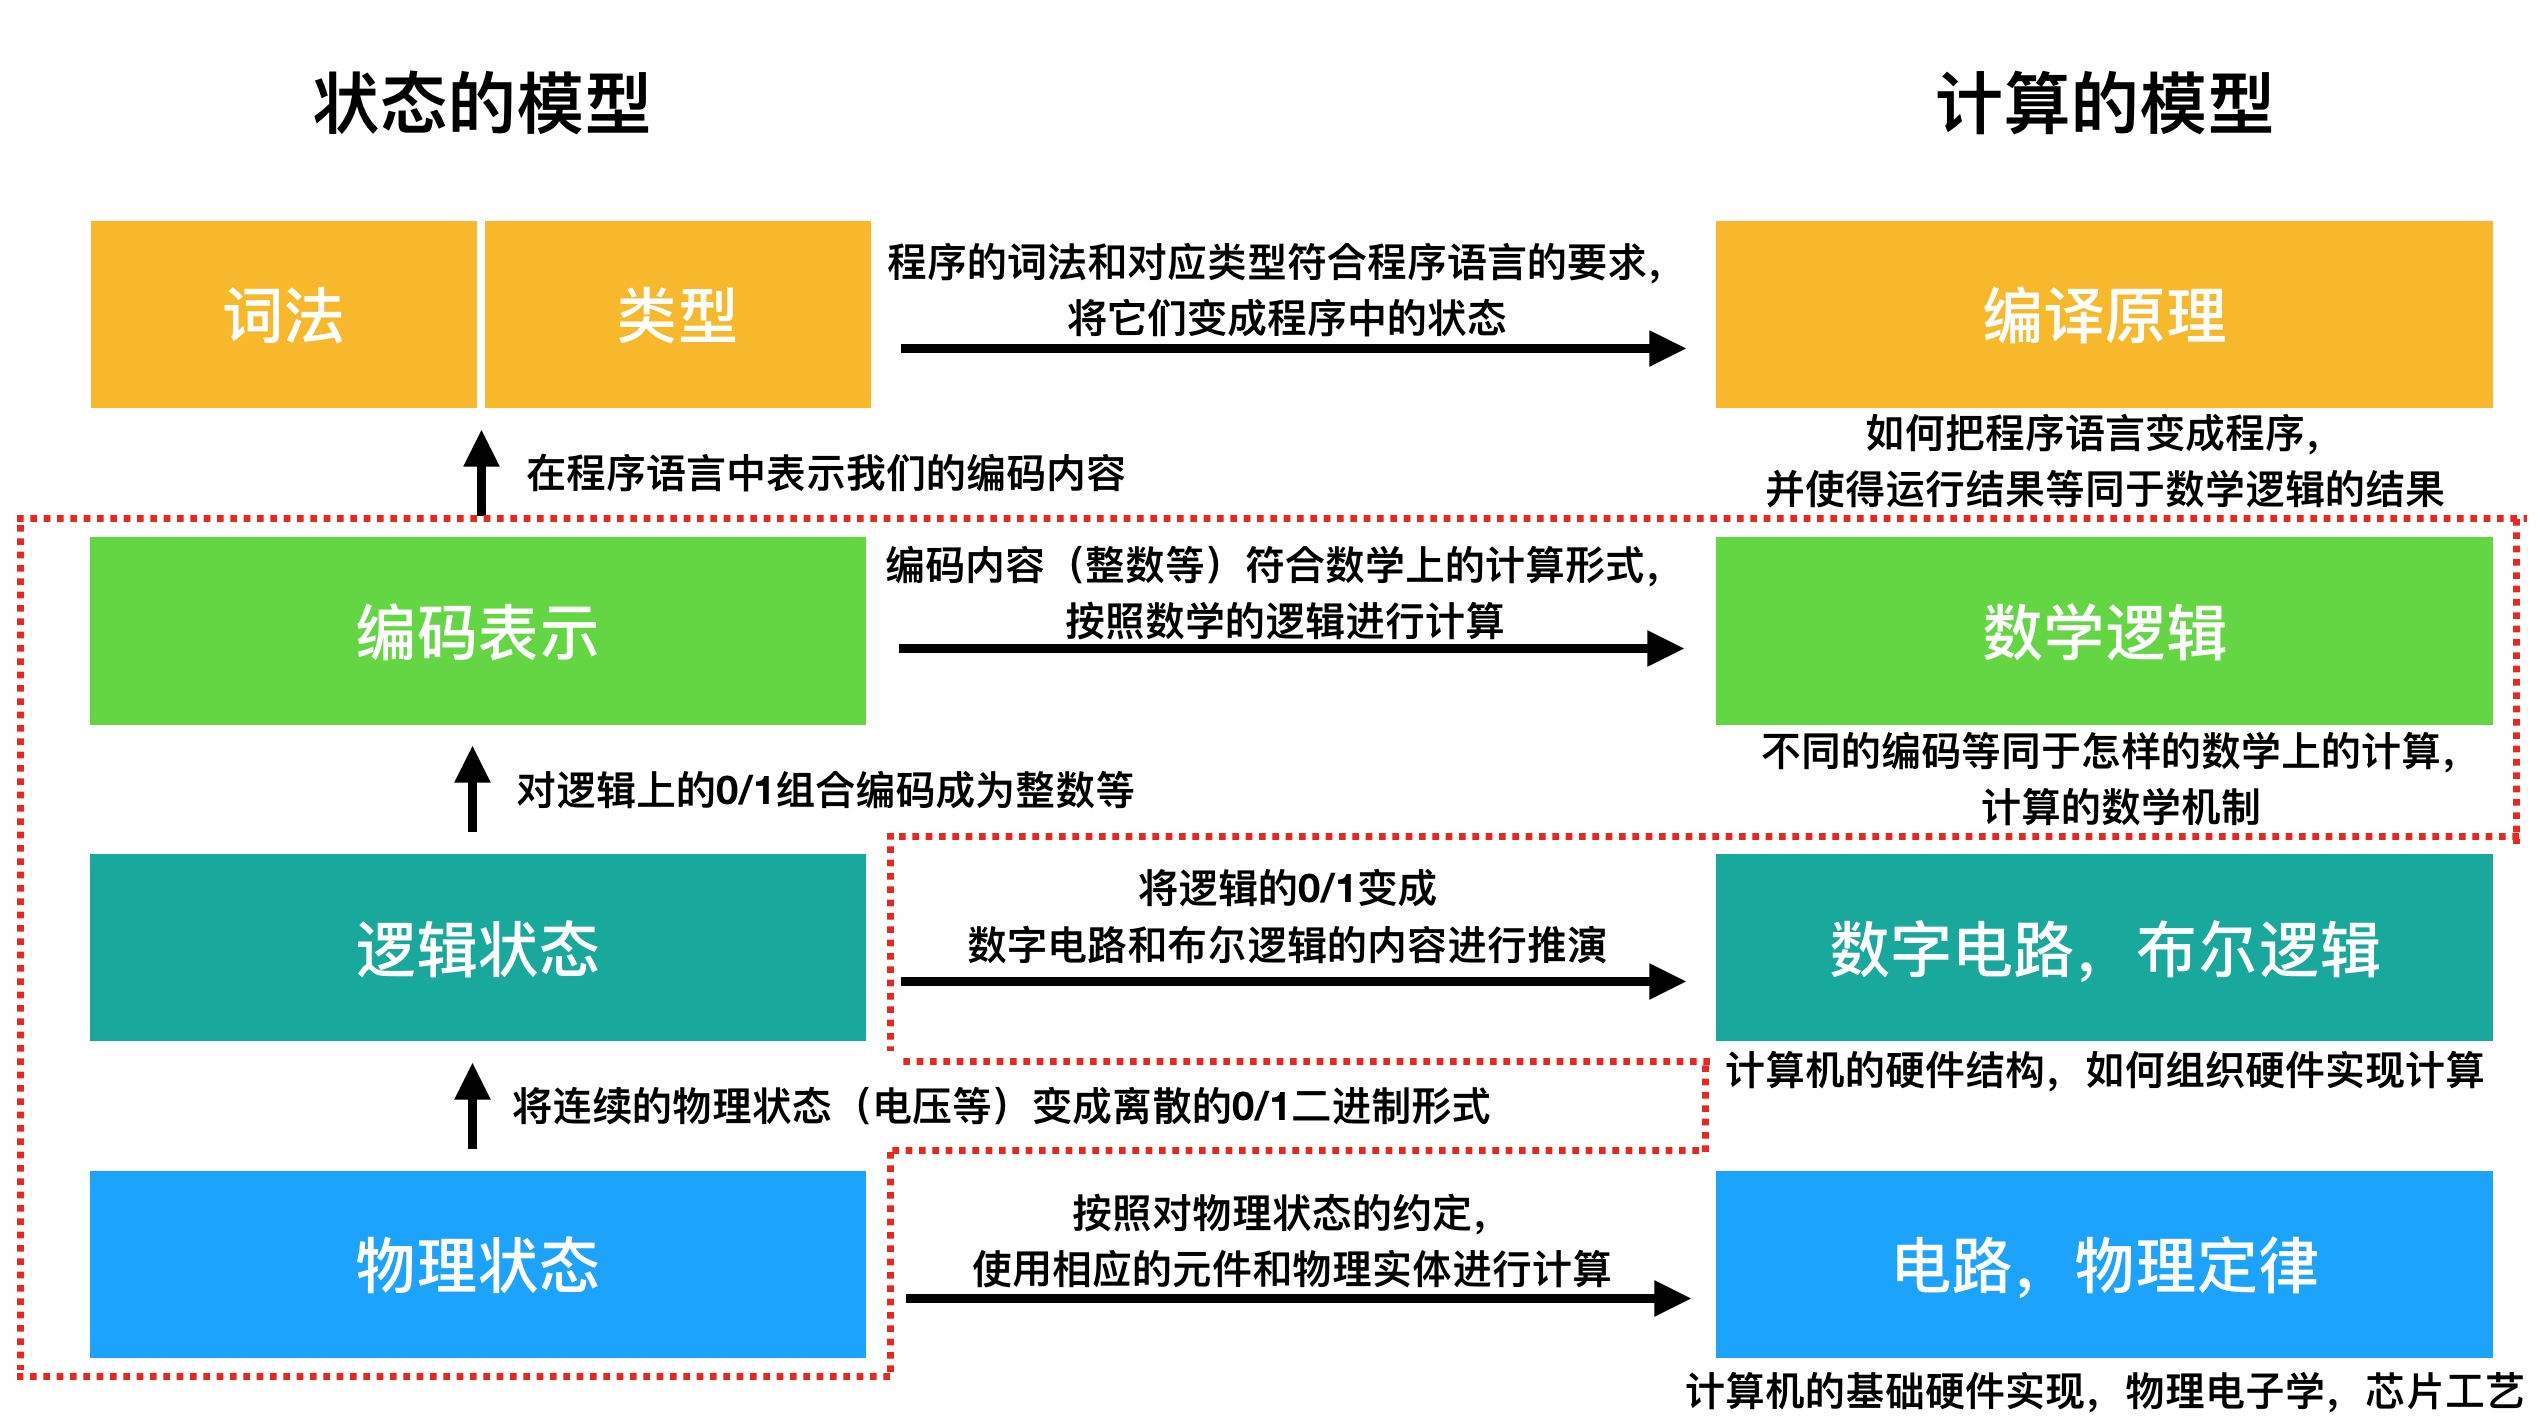 状态的模型
计算的模型
词法
类型
程序的词法和对应类型符合程序语言的要求，
将它们变成程序中的状态
编译原理
如何把程序语言变成程序，
并使得运行结果等同于数学逻辑的结果
在程序语言中表示我们的编码内容
编码表示
编码内容（整数等）符合数学上的计算形式，
按照数学的逻辑进行计算
数学逻辑
不同的编码等同于怎样的数学上的计算，
计算的数学机制
对逻辑上的0/1组合编码成为整数等
逻辑状态
将逻辑的0/1变成
数字电路和布尔逻辑的内容进行推演
数字电路，布尔逻辑
计算机的硬件结构，如何组织硬件实现计算
将连续的物理状态（电压等）变成离散的0/1二进制形式
物理状态
按照对物理状态的约定，
使用相应的元件和物理实体进行计算
电路，物理定律
计算机的基础硬件实现，物理电子学，芯片工艺